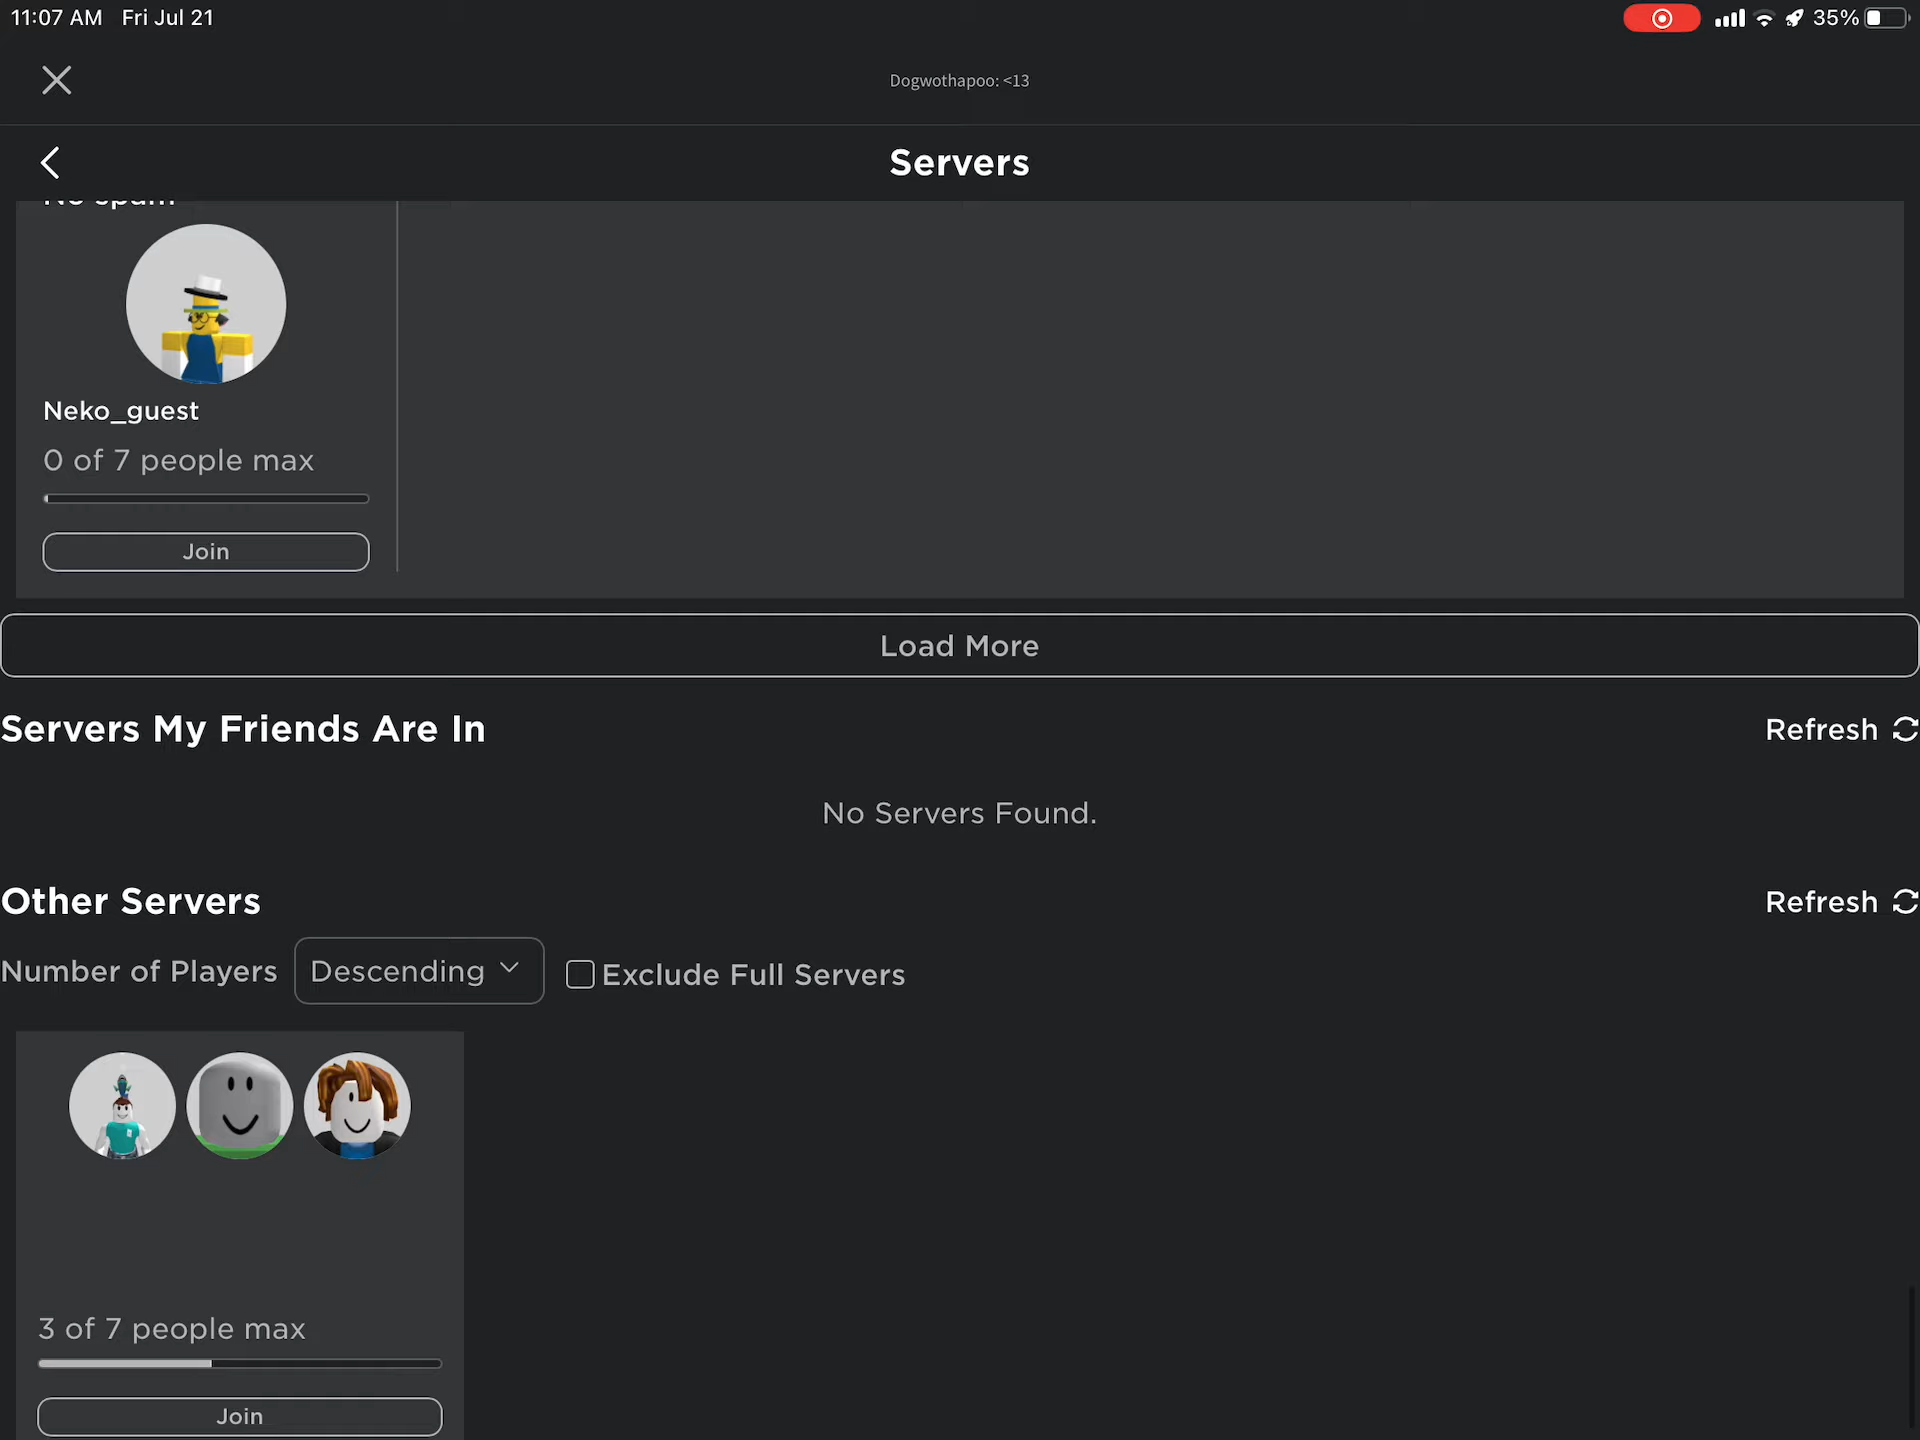 11:07 AM Fri Jul 21
35%
Dogwothapoo: <13
Servers
No spam
Neko_guest
0 of 7 people max
Join
Load More
Servers My Friends Are In
Refresh
No Servers Found.
Other Servers
Refresh
Number of Players
Descending
Exclude Full Servers
3 of 7 people max
Join